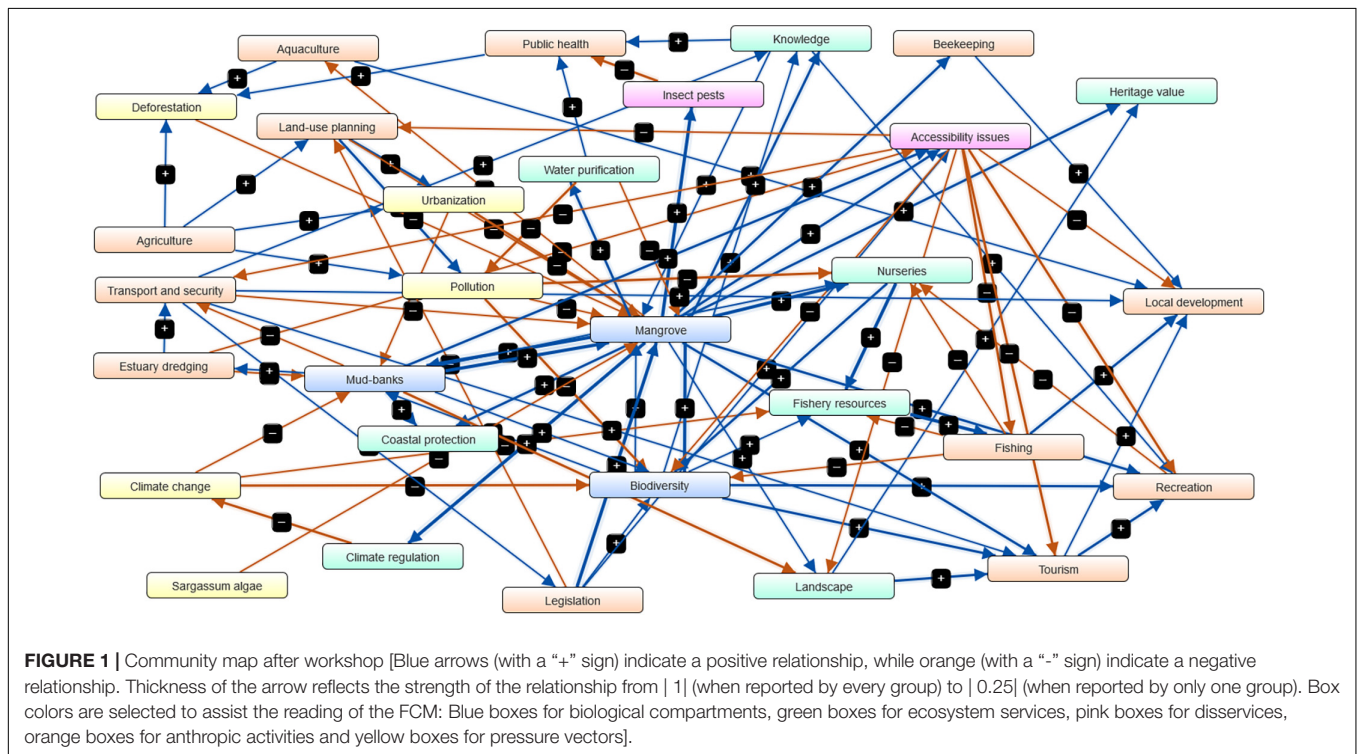 Aquaculture
Public health
Knowledge
Beekeeping
Deforestation
Insect pests
Heritage value
Land-use planning
Accessibility issues
Water purification
Urbanization
Agriculture
Nurseries
Transport and security
Pollution
Local development
Mangrove
Estuary dredging
Mud-banks
Fishery resources
Coastal protection
Fishing
Climate change
Biodiversity
Recreation
Climate regulation
Tourism
Sargassum algae
Landscape
Legislation
FIGURE 1 | Community map after workshop [Blue arrows (with a “+” sign) indicate a positive relationship, while orange (with a “-” sign) indicate a negative
relationship. Thickness of the arrow reflects the strength of the relationship from | 1| (when reported by every group) to | 0.25| (when reported by only one group). Box
colors are selected to assist the reading of the FCM: Blue boxes for biological compartments, green boxes for ecosystem services, pink boxes for disservices,
orange boxes for anthropic activities and yellow boxes for pressure vectors].